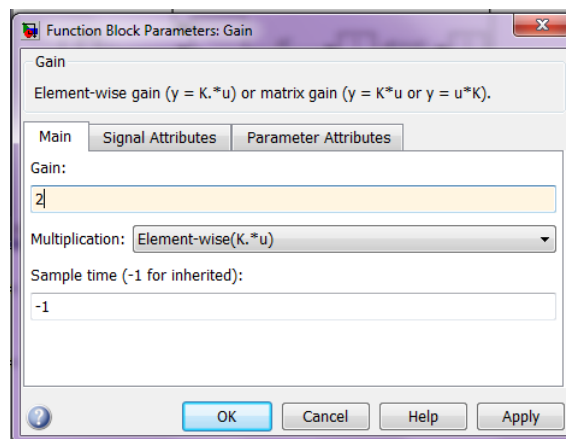 Function Block Parameters: Gain
Gain
Element-wise gain (y = K.*u) or matrix gain (y = K*u or y = u*K).
Main Signal Attributes Parameter Attributes
Gain:
2
Multiplication: Element-wise(K.*u)
Sample time (-1 for inherited):
-1
OK Cancel Help Apply